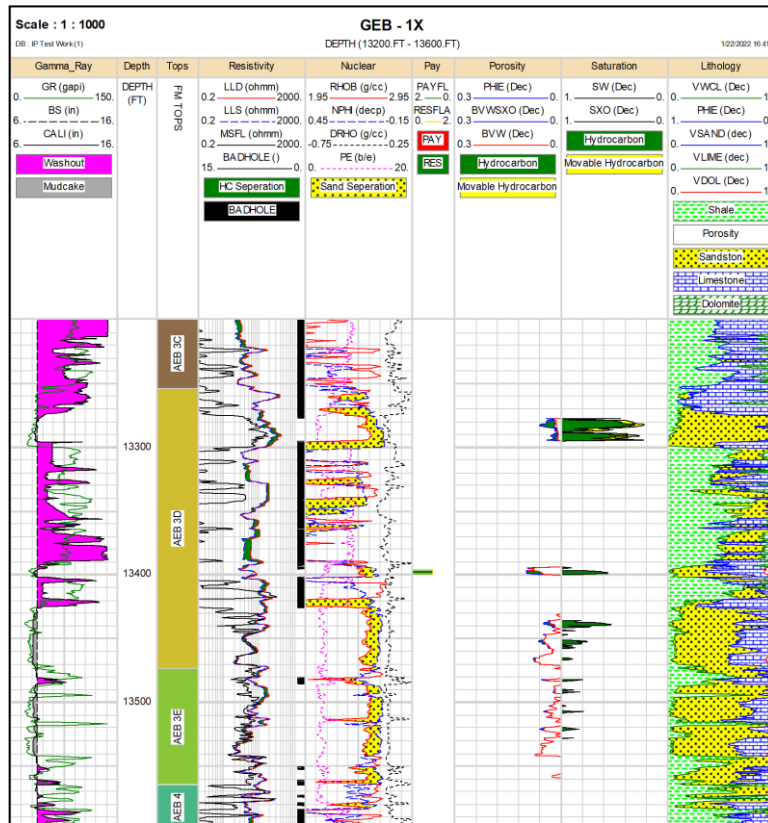 Scale : 1 : 1000
GEB - 1X
DB : IP Test Work(1)
DEPTH (13200.FT - 13600.FT)
Gamma_Ray Depth Tops Resistivity Nuclear Pay Porosity Saturation Lithology
GR (gapi)
0. 150.
BS (in)
6. 16.
CALI (in)
6. 16.
Washout
Mudcake
DEPTH
(FT)
FM TOPS
LLD (ohmm)
0.2 2000.
LLS (ohmm)
0.2 2000.
MSFL (ohmm)
0.2 2000.
BADHOLE ()
15. 0.
HC Seperation
BADHOLE
RHOB (g/cc)
1.95 2.95
NPHI (decp)
0.45 -0.15
DRHO (g/cc)
-0.75 0.25
PE (b/e)
0. 20.
Sand Seperation
PAYFL
2. 0.
RESFLA
0. 2.
PAY
RES
PHIE (Dec)
0.3 0.
BVWSXO (Dec)
0.3 0.
BVW (Dec)
0.3 0.
Hydrocarbon
Movable Hydrocarbon
SW (Dec)
1. 0.
SXO (Dec)
1. 0.
Hydrocarbon
Movable Hydrocarbon
VWCL (Dec)
0. 1
PHIE (Dec)
1. 0
VSAND (dec)
0. 1
VLIME (dec)
0. 1
VDOL (Dec)
0. 1
Shale
Porosity
Sandston
Limestone
Dolomite
AEB 3C
13300
AEB 3D
13400
13500
AEB 3E
AEB 4